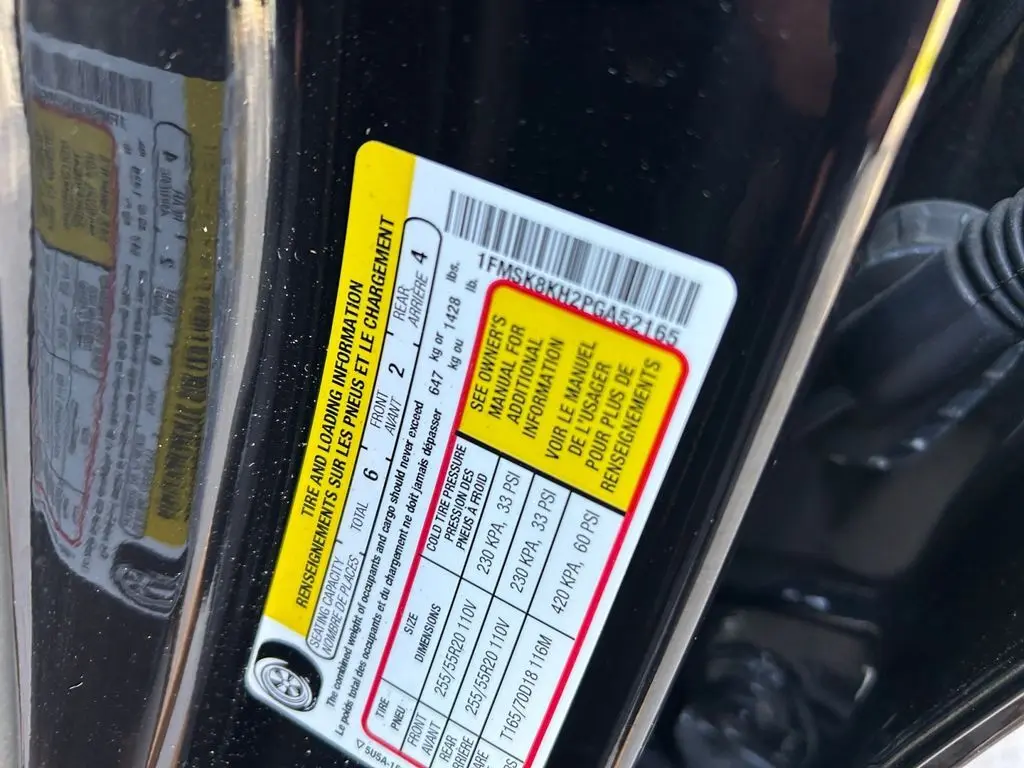 TIRE AND LOADING INFORMATION
RENSEIGNEMENTS SUR LES PNEUS ET LE CHARGEMENT
SEATING CAPACITY TOTAL 6 FRONT 2 REAR 4
NOMBRE DE PLACES AVANT ARRIÈRE
The combined weight of occupants and cargo should never exceed 647 kg or 1428 lbs.
Le poids total des occupants et du chargement ne doit jamais dépasser kg ou lb.
TIRE SIZE COLD TIRE PRESSURE
PNEU DIMENSIONS PRESSION DES
PNEUS À FROID
FRONT 255/55R20 110V 230 KPA, 33 PSI
AVANT
REAR 255/55R20 110V 230 KPA, 33 PSI
T165/70D18 116M 420 KPA, 60 PSI
SEE OWNER'S
MANUAL FOR
ADDITIONAL
INFORMATION
VOIR LE MANUEL
DE L'USAGER
POUR PLUS DE
RENSEIGNEMENTS
1FMSK8KH2PGA52165